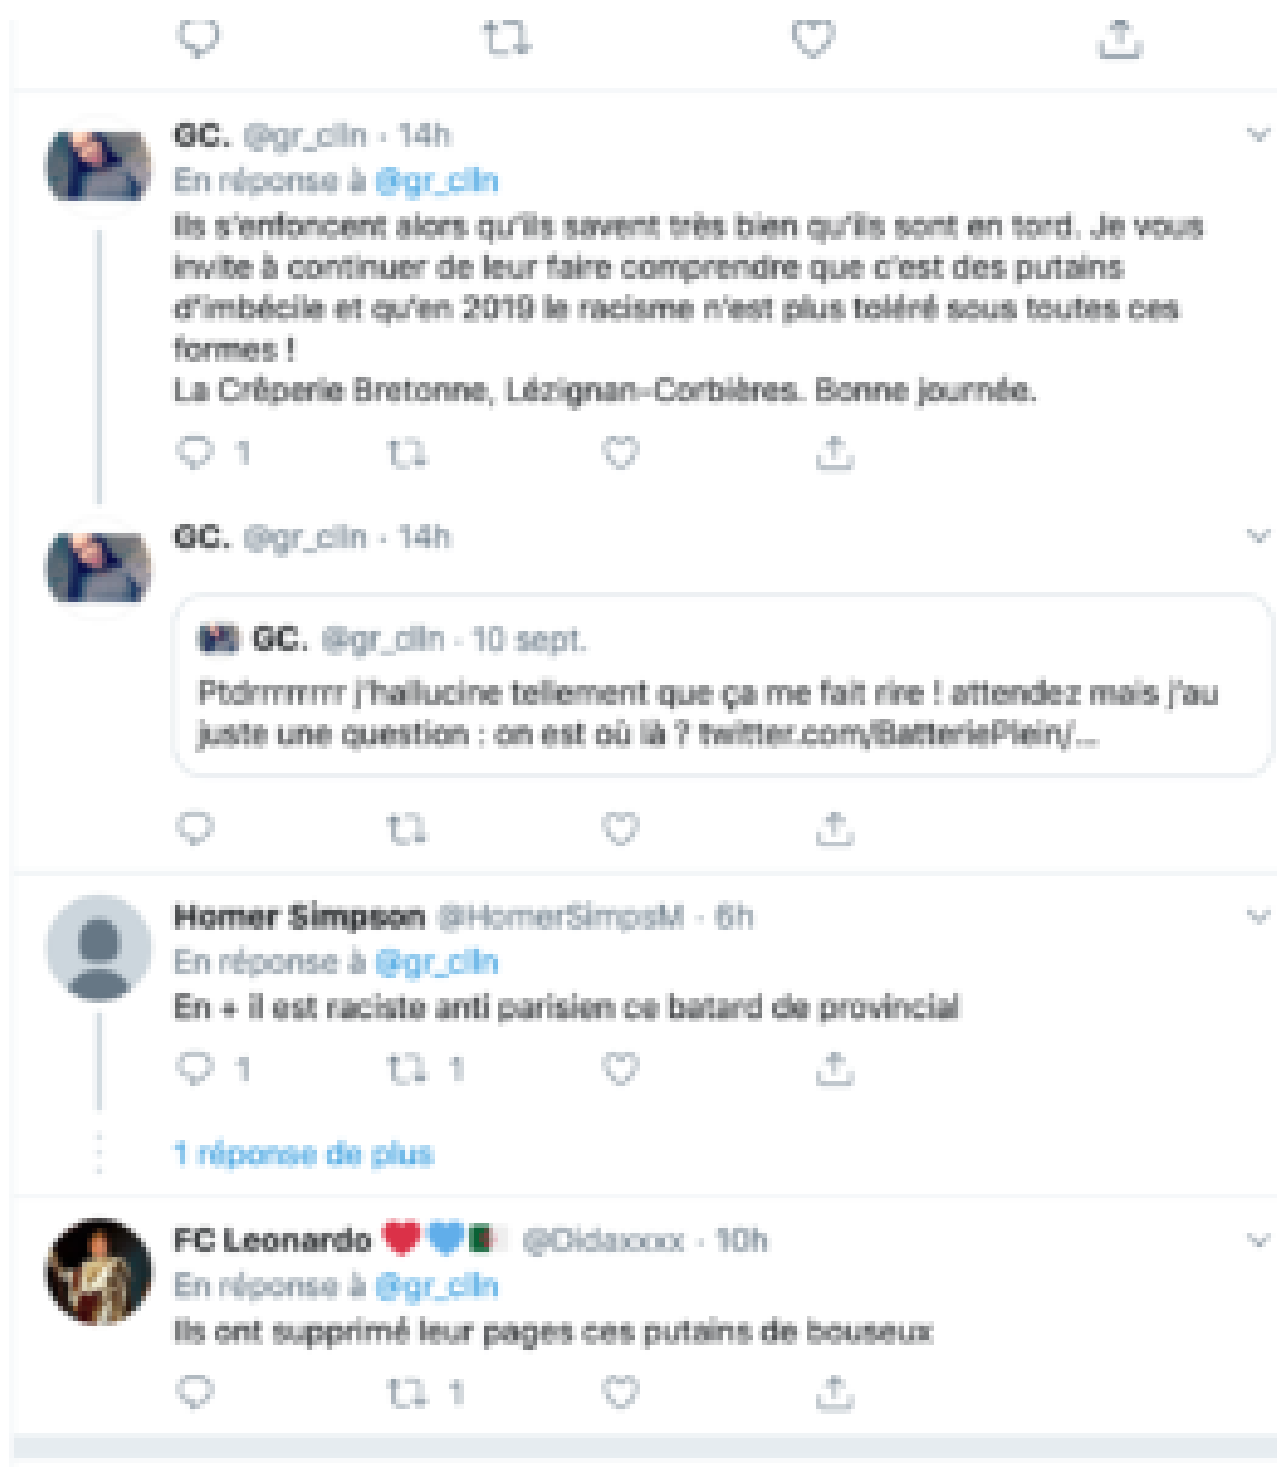 GC. @gr_clln · 14h
En réponse à @gr_clln
Ils s'enfoncent alors qu'ils savent très bien qu'ils sont en tord. Je vous
invite à continuer de leur faire comprendre que c'est des putains
d'imbécile et qu'en 2019 le racisme n'est plus toléré sous toutes ces
formes !
La Crêperie Bretonne, Lézignan-Corbières. Bonne journée.
1
GC. @gr_clln · 14h
GC. @gr_clln · 10 sept.
Ptdrrrrrrr j'hallucine tellement que ça me fait rire ! attendez mais j'au
juste une question : on est où là ? twitter.com/BatteriePlein/...
Homer Simpson @HomerSimpsM · 6h
En réponse à @gr_clln
En + il est raciste anti parisien ce batard de provincial
1 1
1 réponse de plus
FC Leonardo @Didaxxxx · 10h
En réponse à @gr_clln
Ils ont supprimé leur pages ces putains de bouseux
1